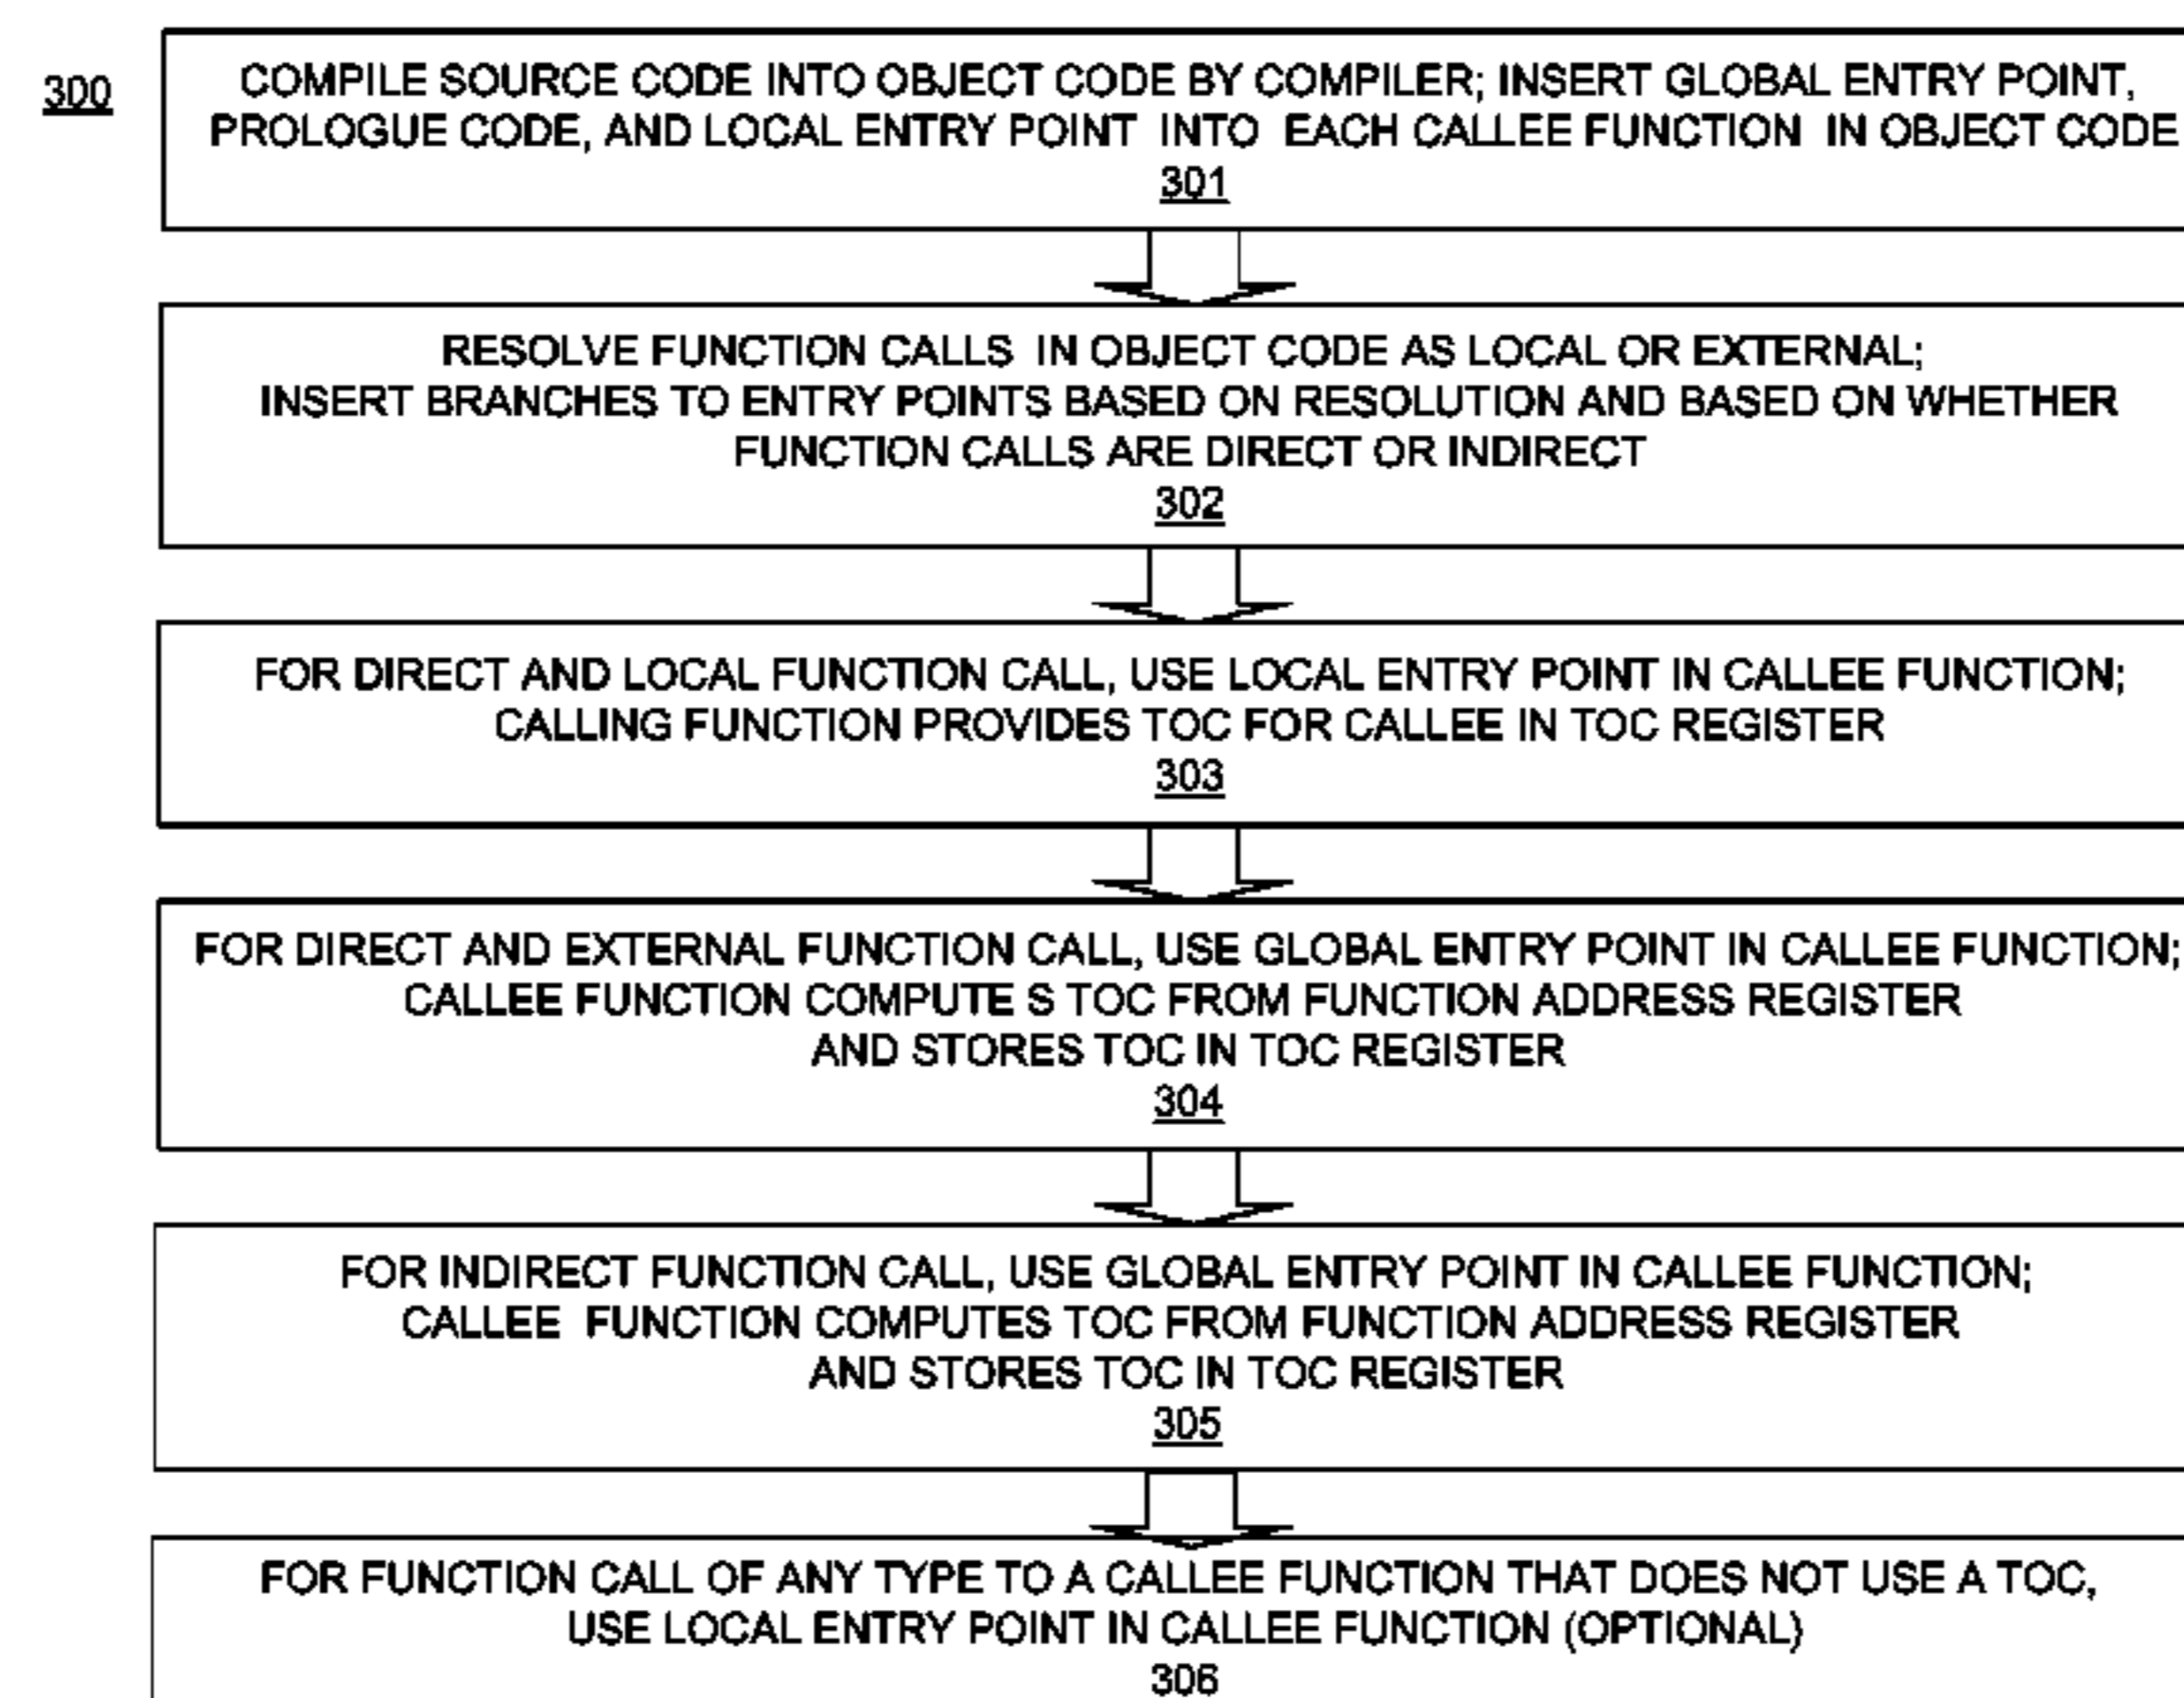 300
COMPILE SOURCE CODE INTO OBJECT CODE BY COMPILER; INSERT GLOBAL ENTRY POINT,
PROLOGUE CODE, AND LOCAL ENTRY POINT INTO EACH CALLEE FUNCTION IN OBJECT CODE
301
RESOLVE FUNCTION CALLS IN OBJECT CODE AS LOCAL OR EXTERNAL;
INSERT BRANCHES TO ENTRY POINTS BASED ON RESOLUTION AND BASED ON WHETHER
FUNCTION CALLS ARE DIRECT OR INDIRECT
302
FOR DIRECT AND LOCAL FUNCTION CALL, USE LOCAL ENTRY POINT IN CALLEE FUNCTION;
CALLING FUNCTION PROVIDES TOC FOR CALLEE IN TOC REGISTER
303
FOR DIRECT AND EXTERNAL FUNCTION CALL, USE GLOBAL ENTRY POINT IN CALLEE FUNCTION;
CALLEE FUNCTION COMPUTE S TOC FROM FUNCTION ADDRESS REGISTER
AND STORES TOC IN TOC REGISTER
304
FOR INDIRECT FUNCTION CALL, USE GLOBAL ENTRY POINT IN CALLEE FUNCTION;
CALLEE FUNCTION COMPUTES TOC FROM FUNCTION ADDRESS REGISTER
AND STORES TOC IN TOC REGISTER
305
FOR FUNCTION CALL OF ANY TYPE TO A CALLEE FUNCTION THAT DOES NOT USE A TOC,
USE LOCAL ENTRY POINT IN CALLEE FUNCTION (OPTIONAL)
306